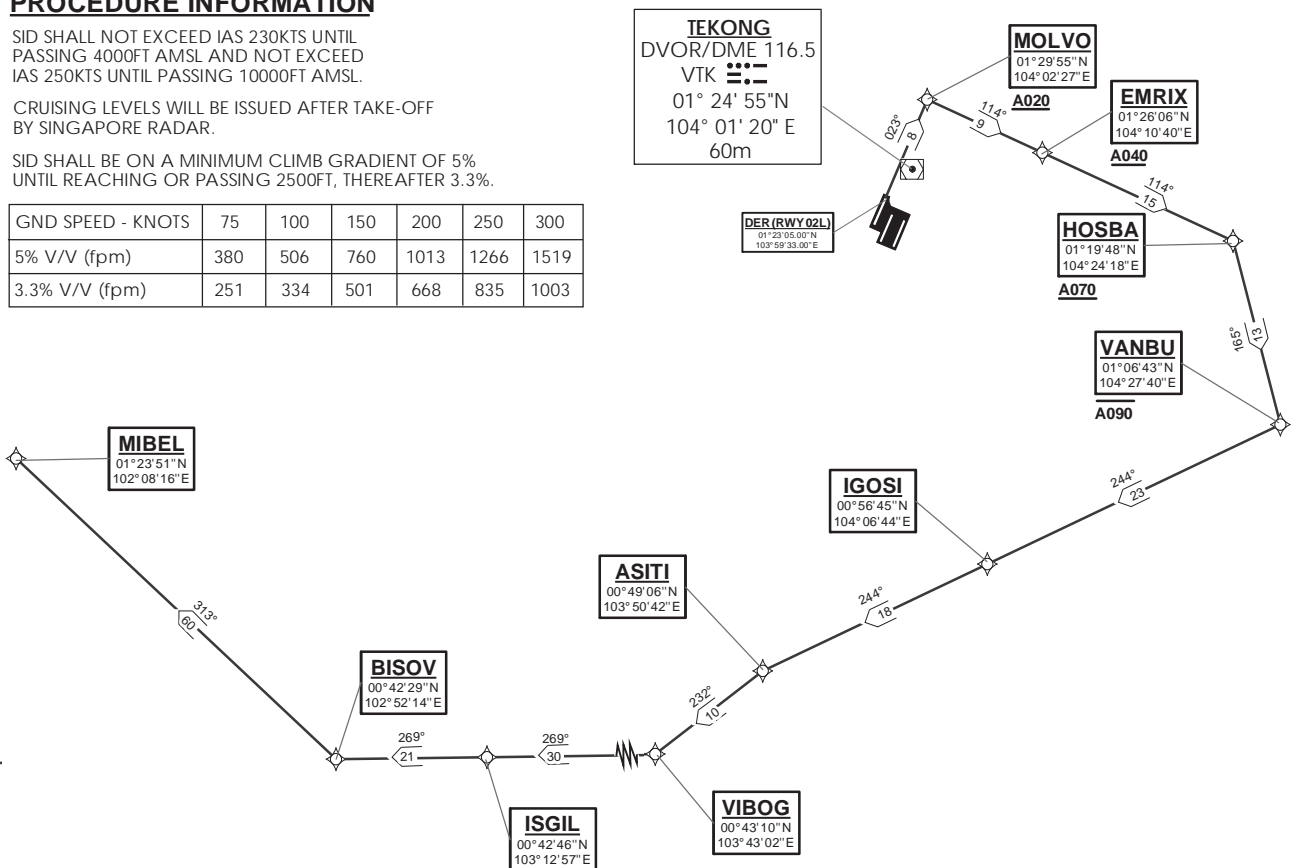 PROCEDURE INFORMATION
SID SHALL NOT EXCEED IAS 230KTS UNTIL
PASSING 4000FT AMSL AND NOT EXCEED
IAS 250KTS UNTIL PASSING 10000FT AMSL.
CRUISING LEVELS WILL BE ISSUED AFTER TAKE-OFF
BY SINGAPORE RADAR.
SID SHALL BE ON A MINIMUM CLIMB GRADIENT OF 5%
UNTIL REACHING OR PASSING 2500FT, THEREAFTER 3.3%.
GND SPEED - KNOTS 75 100 150 200 250 300
5% V/V (fpm) 380 506 760 1013 1266 1519
3.3% V/V (fpm) 251 334 501 668 835 1003
TEKONG
DVOR/DME 116.5
VTK
01° 24' 55"N
104° 01' 20" E
60m
DER (RWY 02L)
01°23'05.00"N
103°59'33.00"E
023°
8
MOLVO
01°29'55"N
104°02'27"E
A020
114°
9
EMRIX
01°26'06"N
104°10'40"E
A040
114°
15
HOSBA
01°19'48"N
104°24'18"E
A070
165°
13
VANBU
01°06'43"N
104°27'40"E
A090
244°
23
IGOSI
00°56'45"N
104°06'44"E
244°
18
ASITI
00°49'06"N
103°50'42"E
232°
10
VIBOG
00°43'10"N
103°43'02"E
269°
30
ISGIL
00°42'46"N
103°12'57"E
269°
21
BISOV
00°42'29"N
102°52'14"E
313°
60
MIBEL
01°23'51"N
102°08'16"E